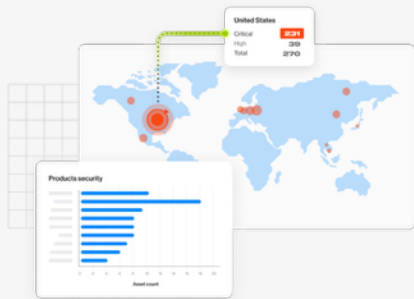 United States
Critical 231
High 39
Total 270
Products security
Asset count